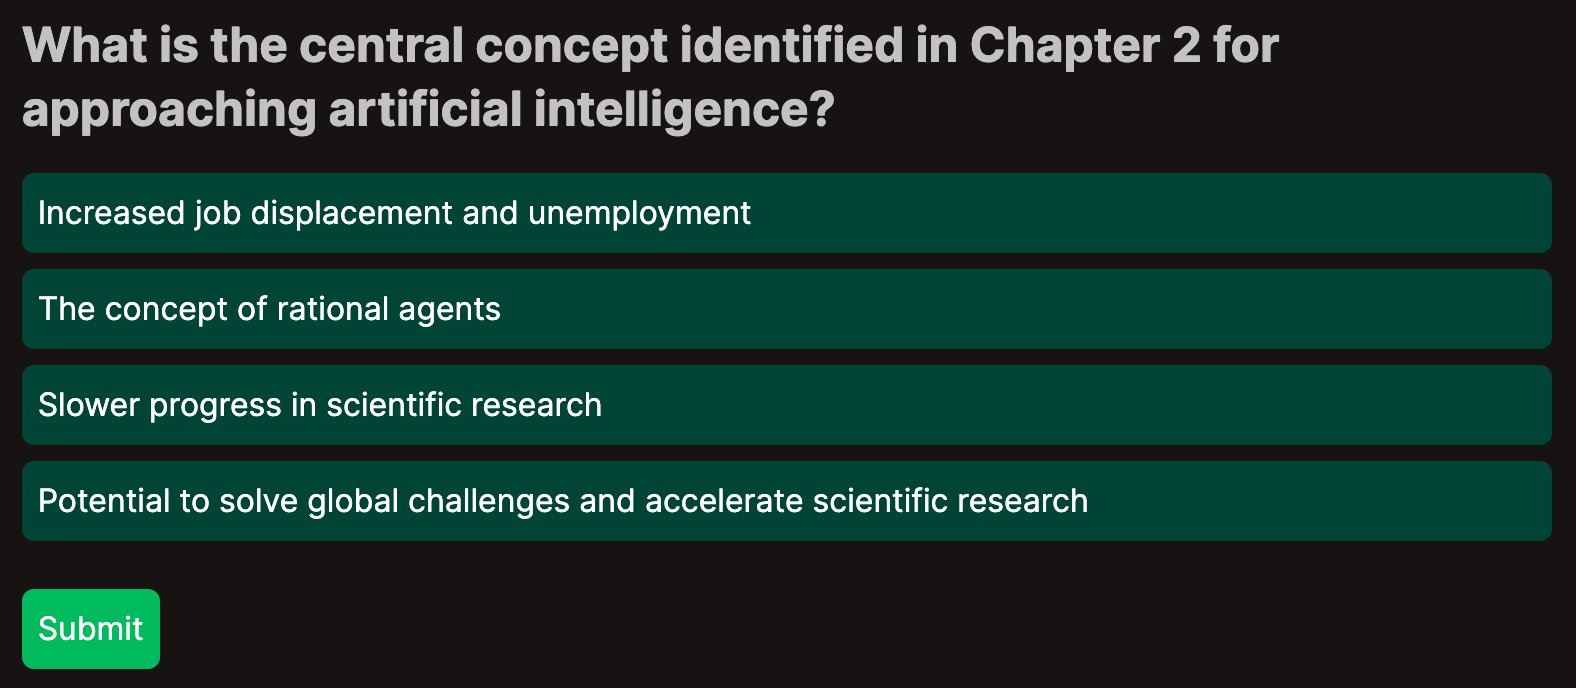 What is the central concept identified in Chapter 2 for
approaching artificial intelligence?
Increased job displacement and unemployment
The concept of rational agents
Slower progress in scientific research
Potential to solve global challenges and accelerate scientific research
Submit